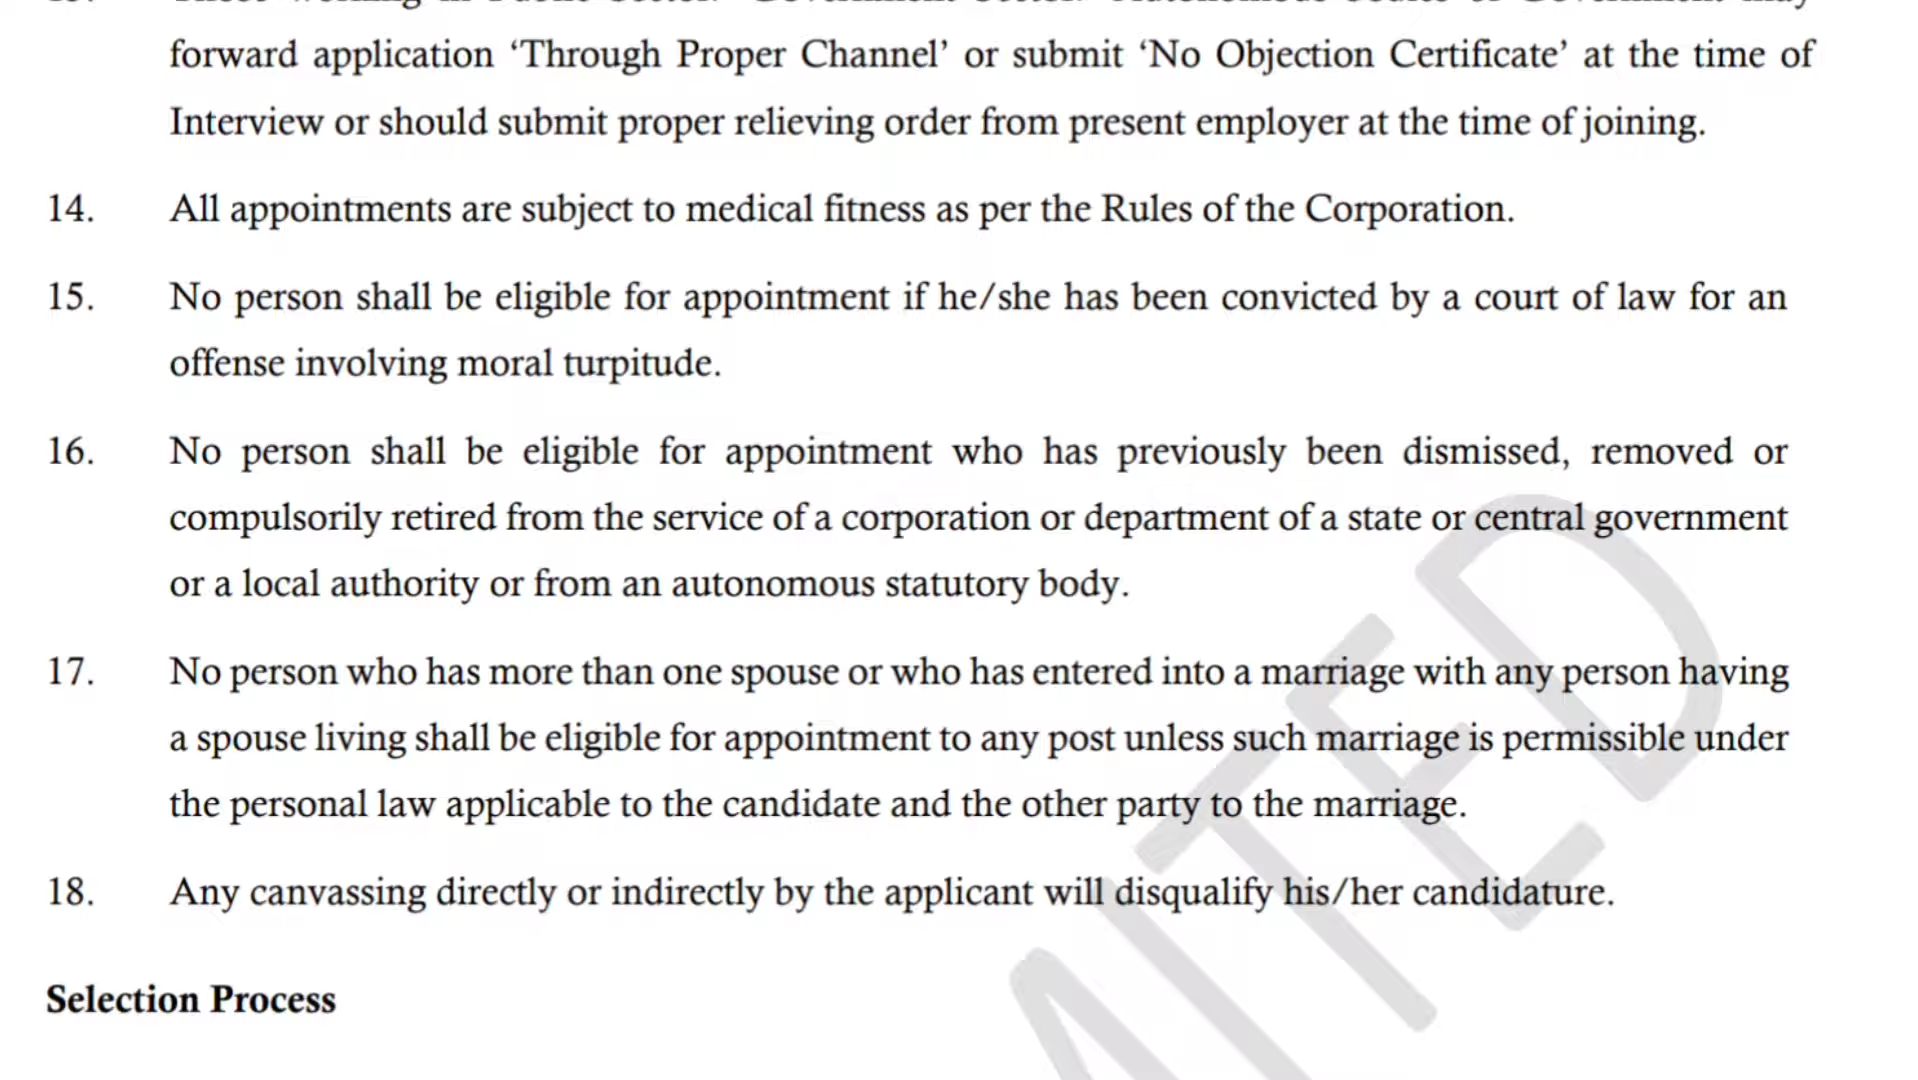 forward application ‘Through Proper Channel’ or submit ‘No Objection Certificate’ at the time of
Interview or should submit proper relieving order from present employer at the time of joining.
14. All appointments are subject to medical fitness as per the Rules of the Corporation.
15. No person shall be eligible for appointment if he/she has been convicted by a court of law for an
offense involving moral turpitude.
16. No person shall be eligible for appointment who has previously been dismissed, removed or
compulsorily retired from the service of a corporation or department of a state or central government
or a local authority or from an autonomous statutory body.
17. No person who has more than one spouse or who has entered into a marriage with any person having
a spouse living shall be eligible for appointment to any post unless such marriage is permissible under
the personal law applicable to the candidate and the other party to the marriage.
18. Any canvassing directly or indirectly by the applicant will disqualify his/her candidature.
Selection Process
MITED